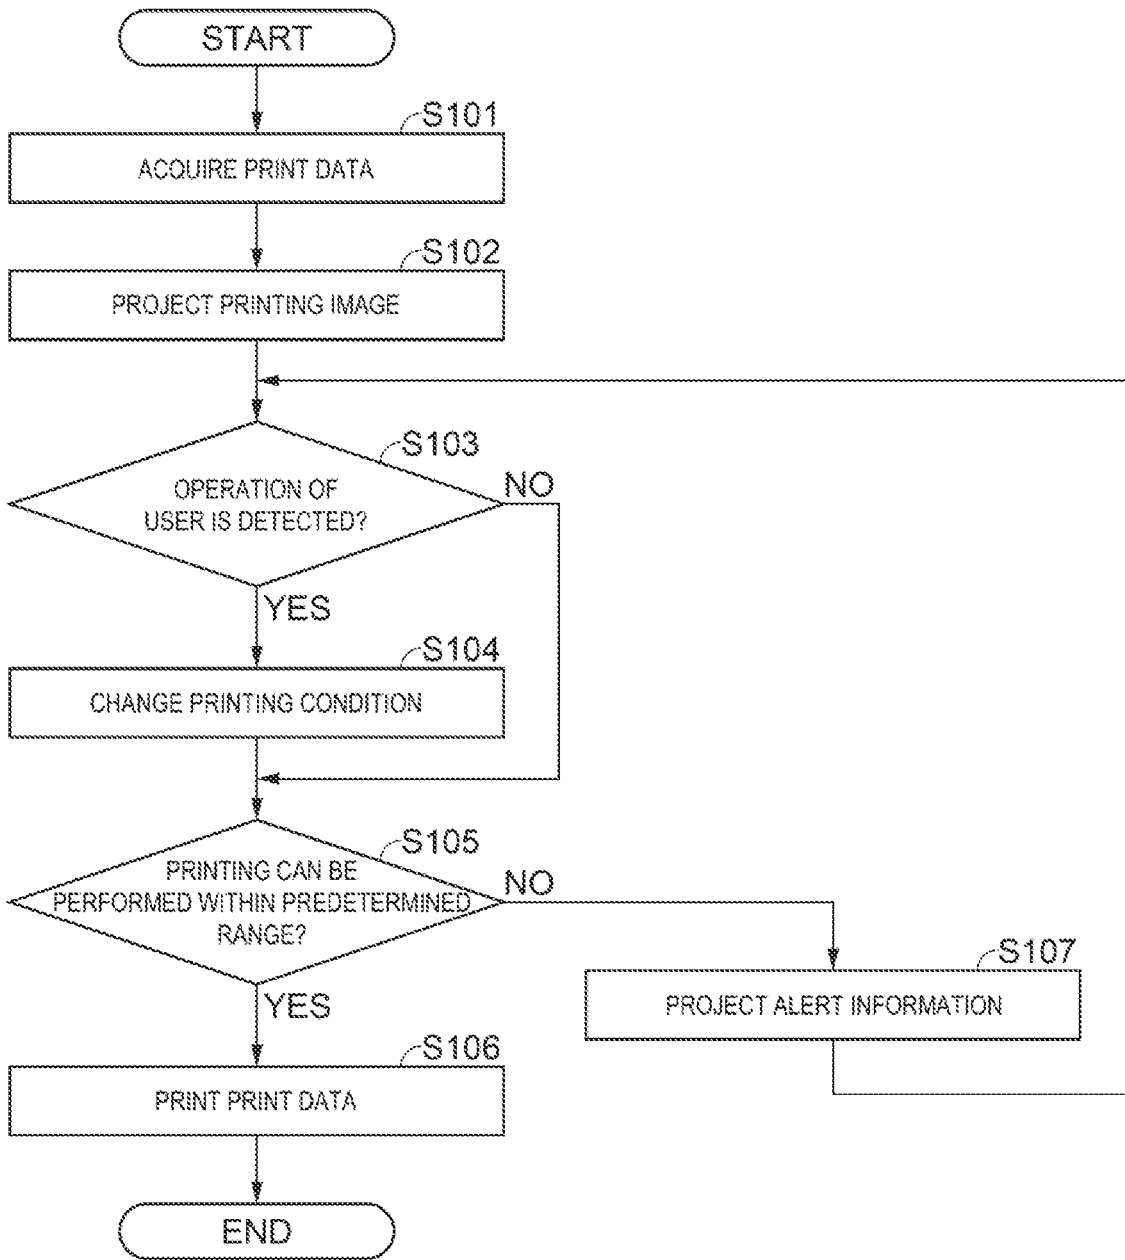 START
S101
ACQUIRE PRINT DATA
S102
PROJECT PRINTING IMAGE
S103
OPERATION OF
USER IS DETECTED?
NO
YES
S104
CHANGE PRINTING CONDITION
S105
PRINTING CAN BE
PERFORMED WITHIN PREDETERMINED
RANGE?
NO
YES
S107
PROJECT ALERT INFORMATION
S106
PRINT PRINT DATA
END